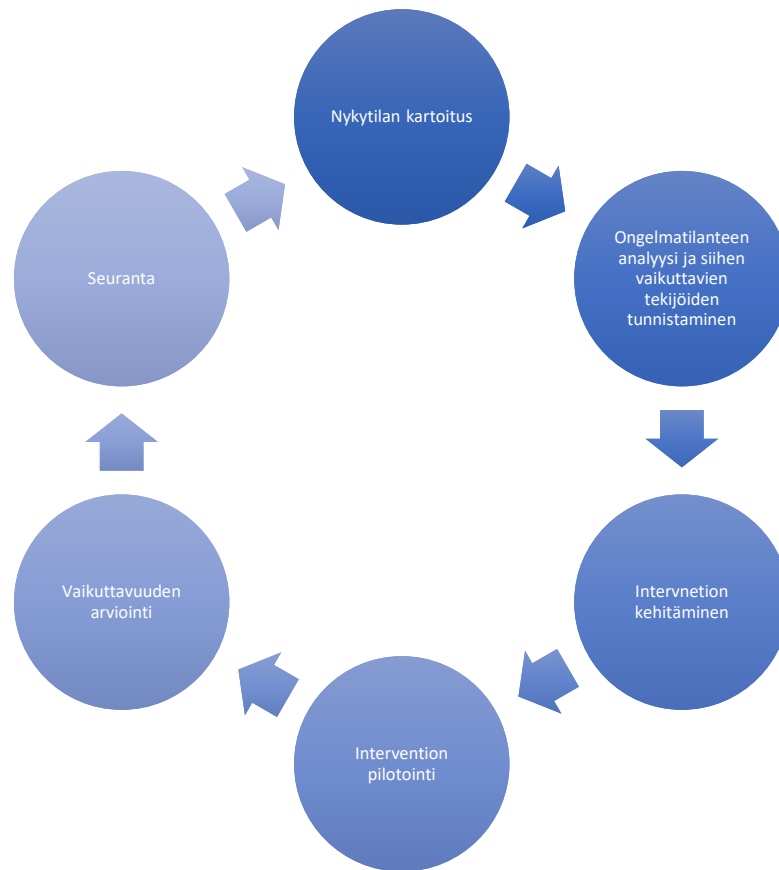 Nykytilan kartoitus
Ongelmatilanteen
analyysi ja siihen
vaikuttavien
tekijöiden
tunnistaminen
Intervnetion
kehitäminen
Intervention
pilotointi
Vaikuttavuuden
arviointi
Seuranta